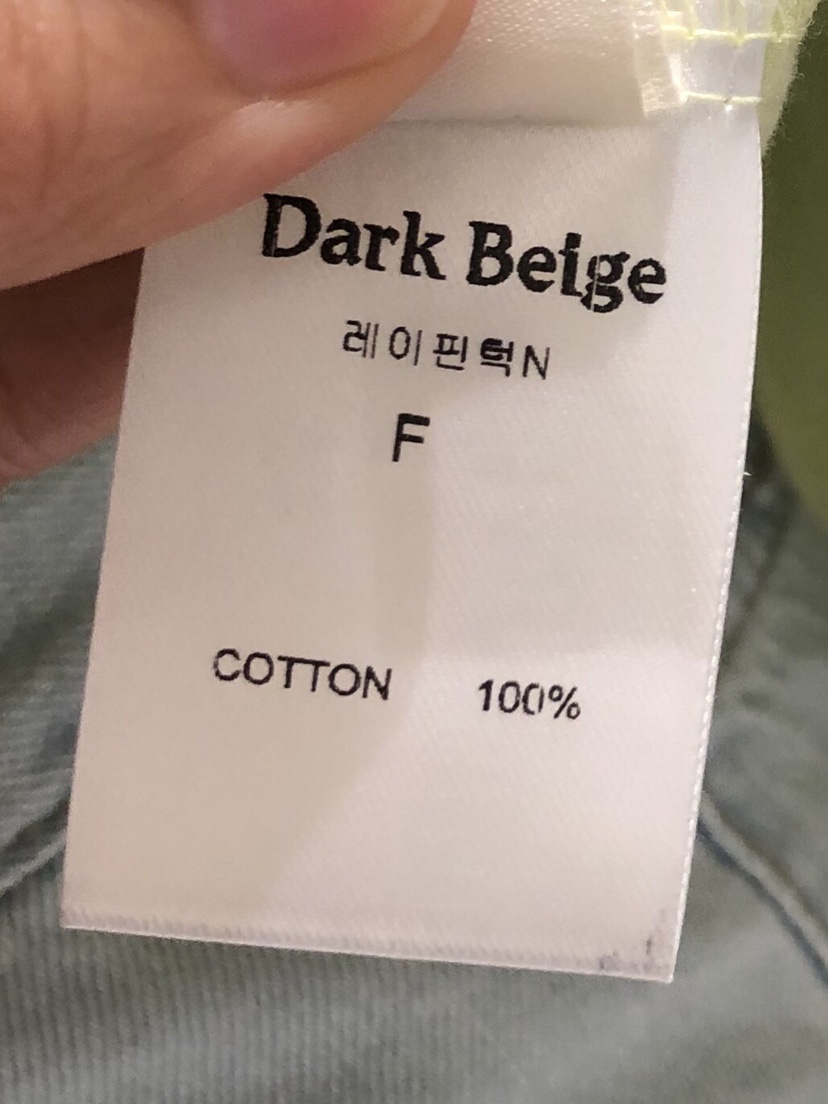 Dark Beige
레이핀턱N
F
COTTON 100%